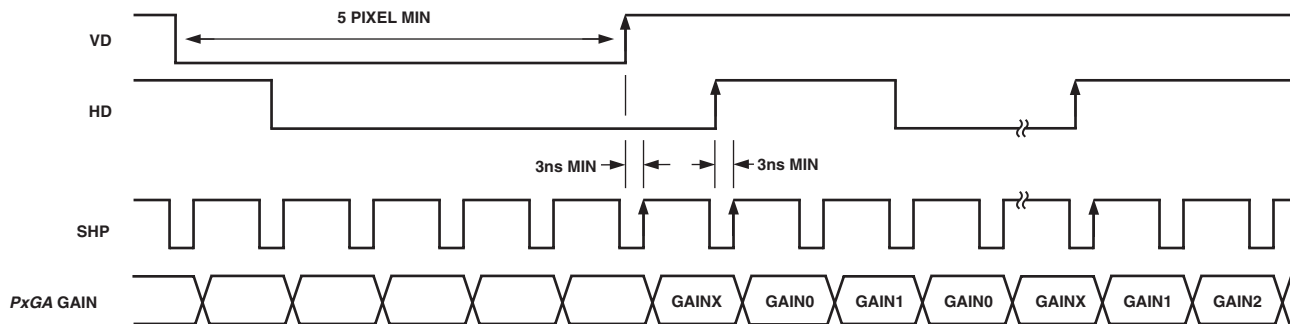 5 PIXEL MIN
VD
HD
3ns MIN
3ns MIN
SHP
PxGA GAIN
GAINX
GAIN0
GAIN1
GAIN0
GAINX
GAIN1
GAIN2